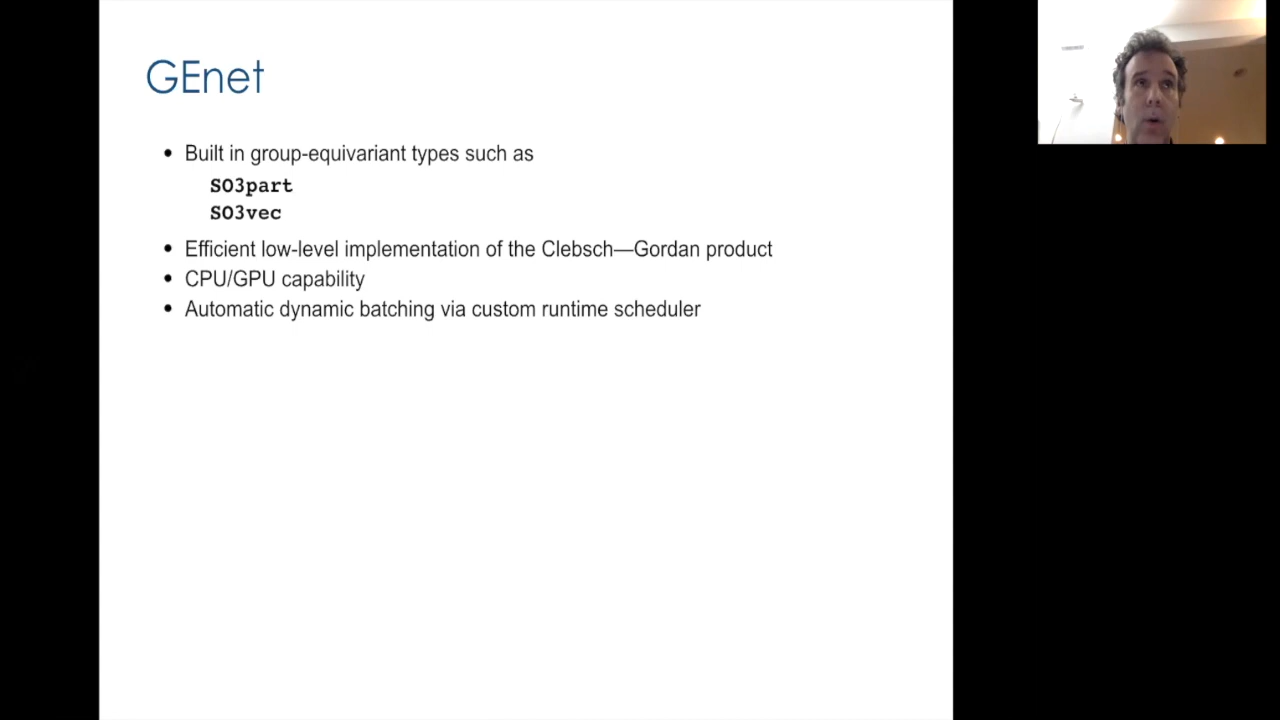 GEnet
• Built in group-equivariant types such as
SO3part
SO3vec
• Efficient low-level implementation of the Clebsch—Gordan product
• CPU/GPU capability
• Automatic dynamic batching via custom runtime scheduler